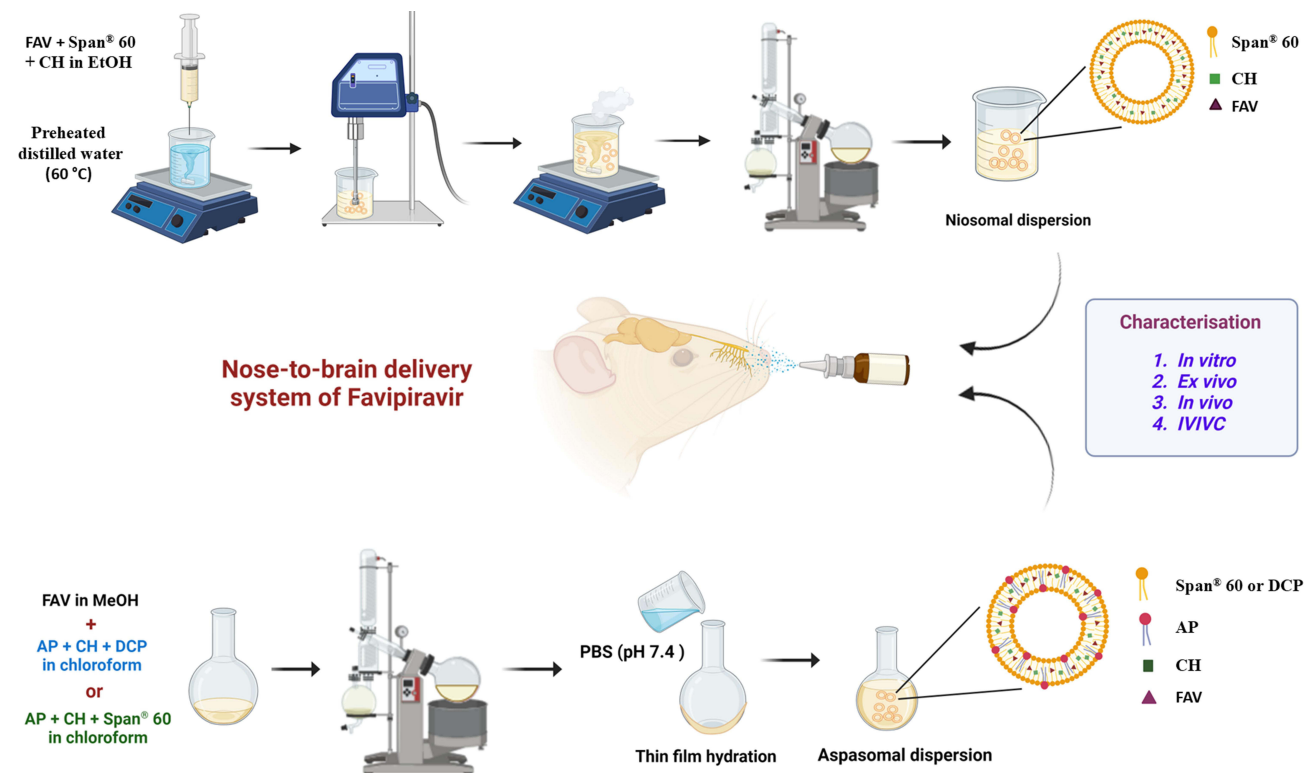 FAV + Span® 60
+ CH in EtOH
Preheated
distilled water
(60 °C)
Span® 60
CH
FAV
Niosomal dispersion
Nose-to-brain delivery
system of Favipiravir
Characterisation
1. In vitro
2. Ex vivo
3. In vivo
4. IVIVC
FAV in MeOH
+
AP + CH + DCP
in chloroform
or
AP + CH + Span® 60
in chloroform
PBS (pH 7.4 )
Thin film hydration
Aspasomal dispersion
Span® 60 or DCP
AP
CH
FAV